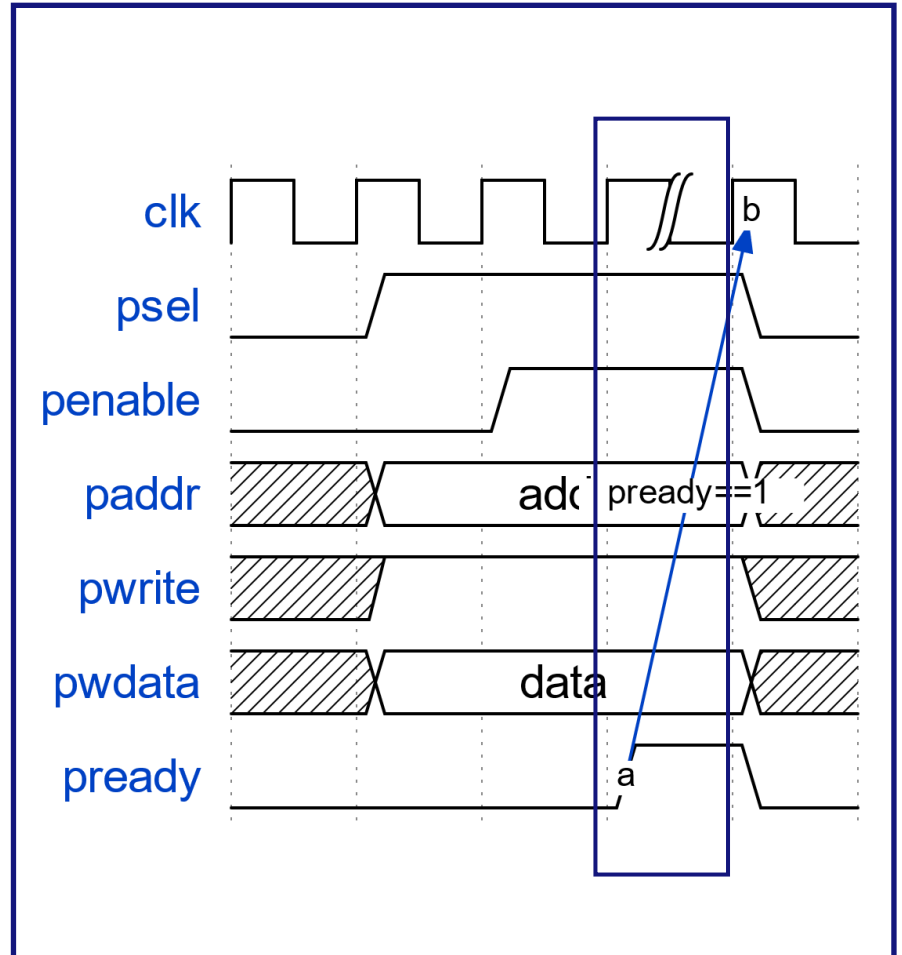 clk
b
psel
penable
paddr
pready==1
pwrite
pwdata
data
pready
a